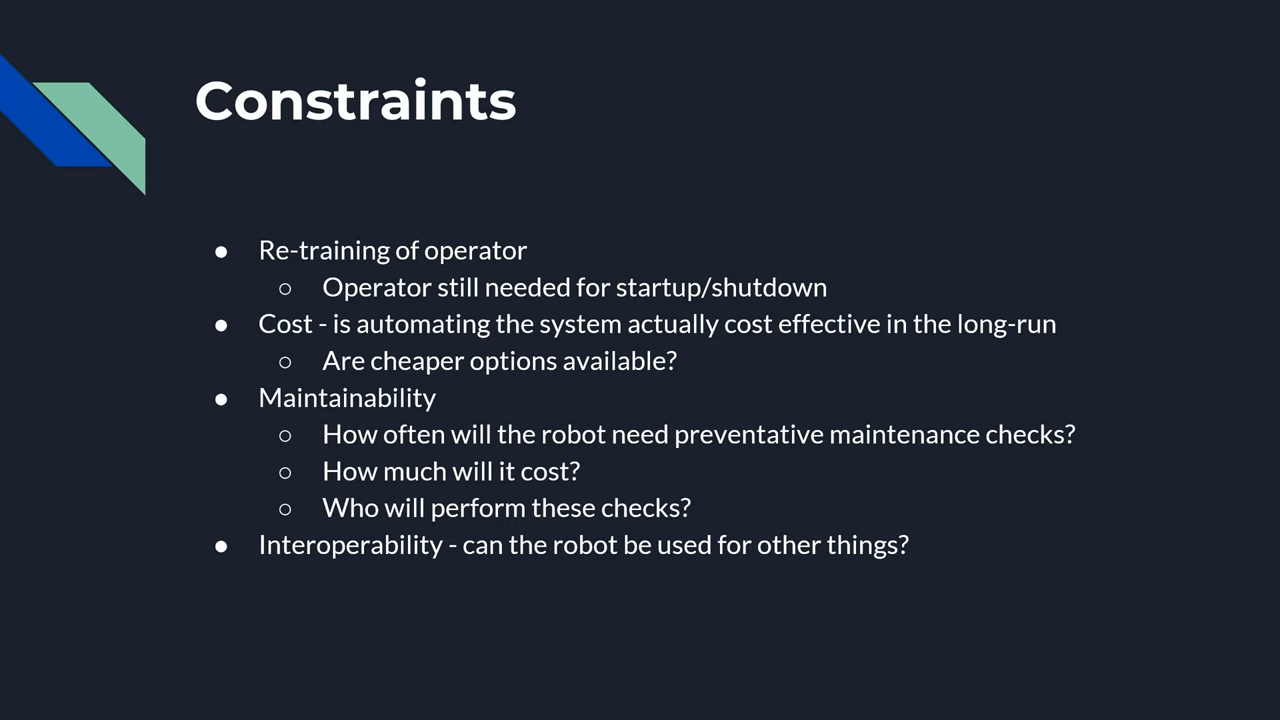 Constraints
● Re-training of operator
○ Operator still needed for startup/shutdown
● Cost - is automating the system actually cost effective in the long-run
○ Are cheaper options available?
● Maintainability
○ How often will the robot need preventative maintenance checks?
○ How much will it cost?
○ Who will perform these checks?
● Interoperability - can the robot be used for other things?